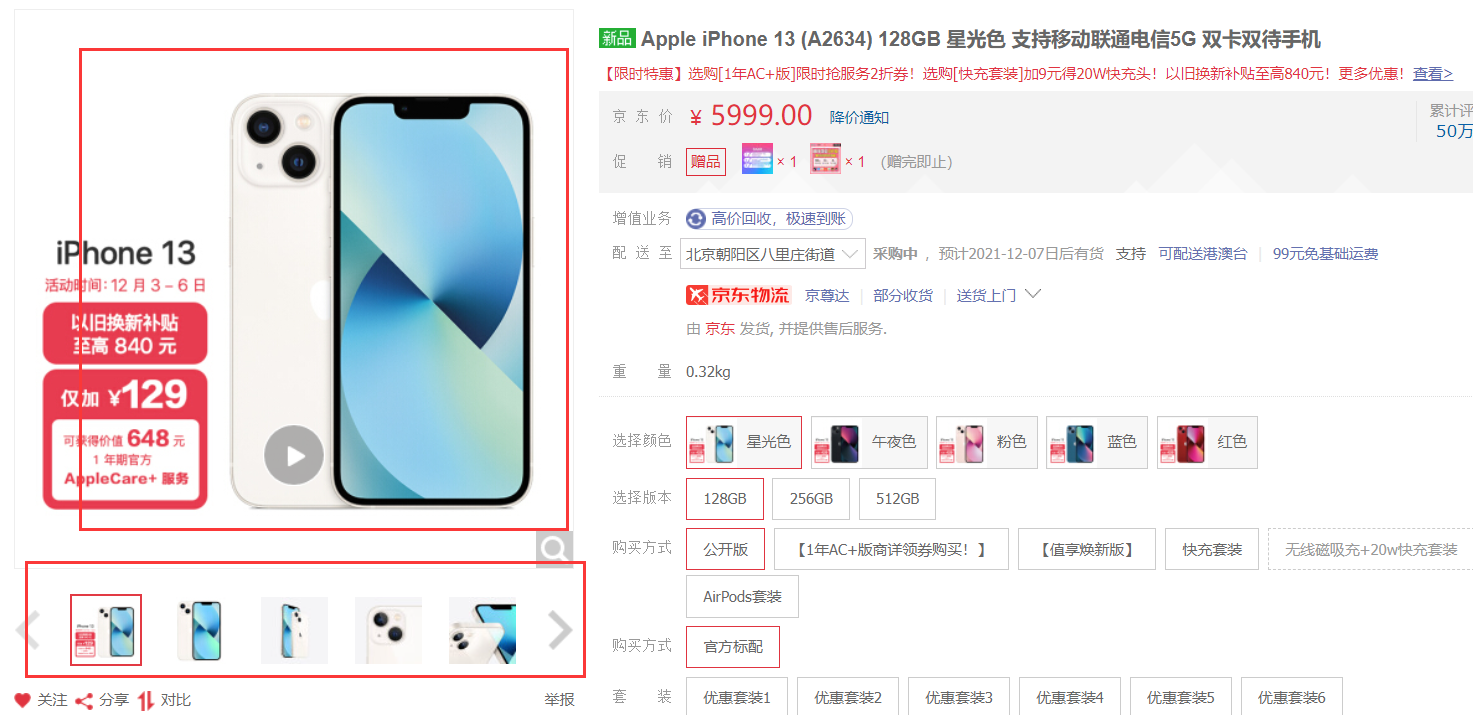 iPhone 13
活动时间：12 月 3 – 6 日
以旧换新补贴
至高 840 元
仅加 ¥129
可获得价值 648 元
1 年期官方
AppleCare+ 服务
关注 分享 对比 举报
新品 Apple iPhone 13 (A2634) 128GB 星光色 支持移动联通电信5G 双卡双待手机
【限时特惠】选购[1年AC+版]限时抢服务2折券！选购[快充套装]加9元得20W快充头！以旧换新补贴至高840元！更多优惠！查看>
京东价 ¥ 5999.00 降价通知
累计评
50万
促销 赠品 × 1 × 1 (赠完即止)
增值业务 高价回收，极速到账
配送至 北京朝阳区八里庄街道 采购中 ，预计2021-12-07日后有货 支持 可配送港澳台 | 99元免基础运费
京东物流 京尊达 | 部分收货 | 送货上门
由 京东 发货, 并提供售后服务.
重量 0.32kg
选择颜色 星光色 午夜色 粉色 蓝色 红色
选择版本 128GB 256GB 512GB
购买方式 公开版 【1年AC+版商详领券购买！】 【值享焕新版】 快充套装 无线磁吸充+20w快充套装
AirPods套装
购买方式 官方标配
套装 优惠套装1 优惠套装2 优惠套装3 优惠套装4 优惠套装5 优惠套装6